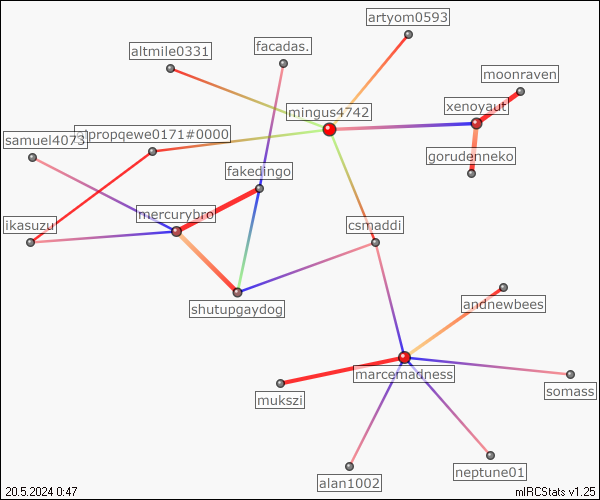 artyom0593
altmile0331
facadas.
moonraven
mingus4742
xenoyaut
samuel4073
tpropqewe0171#0000
gorudenneko
fakedingo
mercurybro
ikasuzu
csmaddi
shutupgaydog
andnewbees
marcemadness
somass
mukszi
neptune01
alan1002
20.5.2024 0:47
mIRCStats v1.25